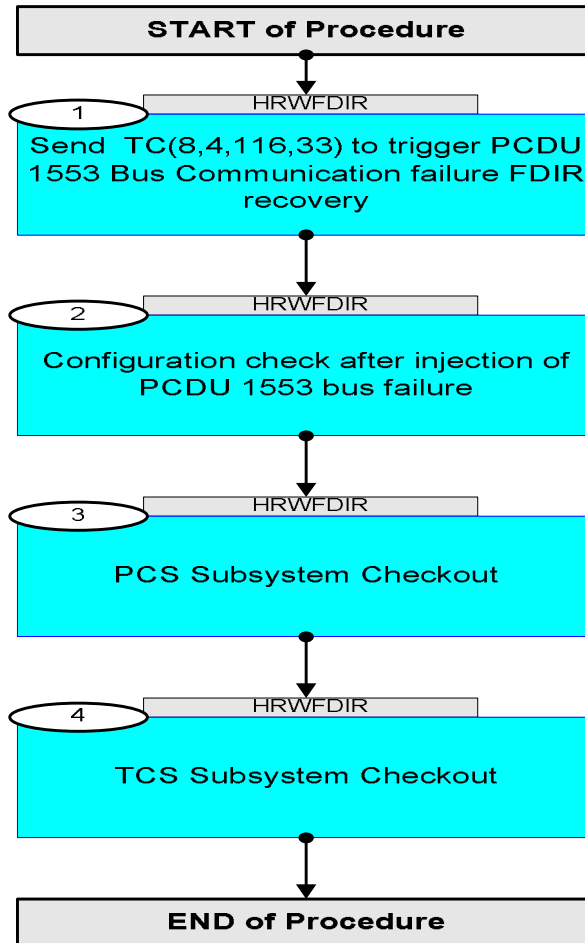 START of Procedure
HRWFDIR
1
Send TC(8,4,116,33) to trigger PCDU
1553 Bus Communication failure FDIR
recovery
HRWFDIR
2
Configuration check after injection of
PCDU 1553 bus failure
HRWFDIR
3
PCS Subsystem Checkout
HRWFDIR
4
TCS Subsystem Checkout
END of Procedure